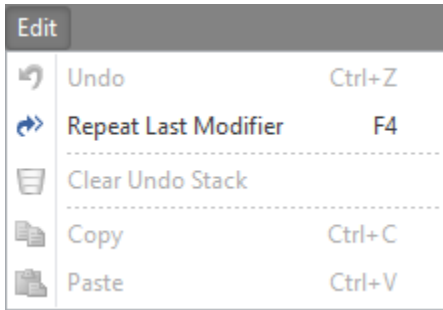 Edit
Undo Ctrl+Z
Repeat Last Modifier F4
Clear Undo Stack
Copy Ctrl+C
Paste Ctrl+V